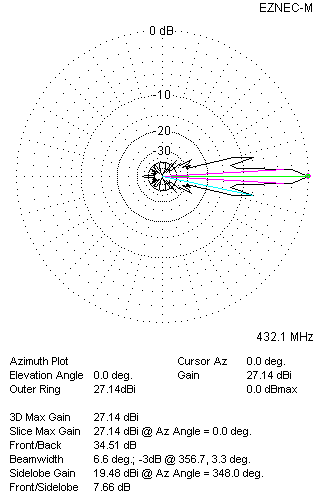 EZNEC-M
0 dB
-10
-20
-30
432.1 MHz
Azimuth Plot Cursor Az 0.0 deg.
Elevation Angle 0.0 deg. Gain 27.14 dBi
Outer Ring 27.14dBi 0.0 dBmax
3D Max Gain 27.14 dBi
Slice Max Gain 27.14 dBi @ Az Angle = 0.0 deg.
Front/Back 34.51 dB
Beamwidth 6.6 deg.; -3dB @ 356.7, 3.3 deg.
Sidelobe Gain 19.48 dBi @ Az Angle = 348.0 deg.
Front/Sidelobe 7.66 dB